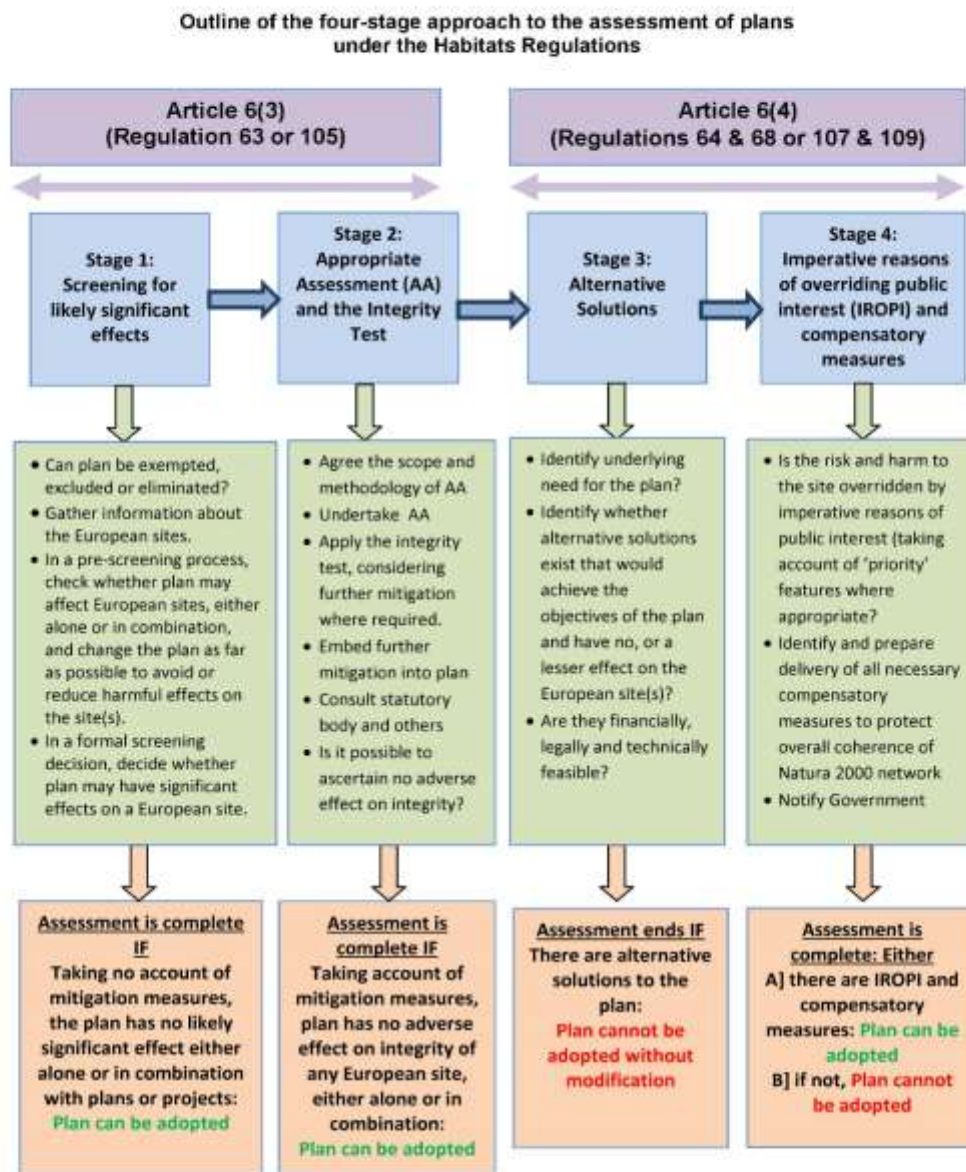 Outline of the four-stage approach to the assessment of plans
under the Habitats Regulations
Article 6(3)
(Regulation 63 or 105)
Article 6(4)
(Regulations 64 & 68 or 107 & 109)
Stage 1:
Screening for
likely significant
effects
Stage 2:
Appropriate
Assessment (AA)
and the Integrity
Test
Stage 3:
Alternative
Solutions
Stage 4:
Imperative reasons
of overriding public
interest (IROPI) and
compensatory
measures
• Can plan be exempted,
excluded or eliminated?
• Gather information about
the European sites.
• In a pre-screening process,
check whether plan may
affect European sites, either
alone or in combination,
and change the plan as far
as possible to avoid or
reduce harmful effects on
the site(s).
• In a formal screening
decision, decide whether
plan may have significant
effects on a European site.
• Agree the scope and
methodology of AA
• Undertake AA
• Apply the integrity
test, considering
further mitigation
where required.
• Embed further
mitigation into plan
• Consult statutory
body and others
• Is it possible to
ascertain no adverse
effect on integrity?
• Identify underlying
need for the plan?
• Identify whether
alternative solutions
exist that would
achieve the
objectives of the plan
and have no, or a
lesser effect on the
European site(s)?
• Are they financially,
legally and technically
feasible?
• Is the risk and harm to
the site overridden by
imperative reasons of
public interest (taking
account of ‘priority’
features where
appropriate?
• Identify and prepare
delivery of all necessary
compensatory
measures to protect
overall coherence of
Natura 2000 network
• Notify Government
Assessment is complete
IF
Taking no account of
mitigation measures,
the plan has no likely
significant effect either
alone or in combination
with plans or projects:
Plan can be adopted
Assessment is
complete IF
Taking account of
mitigation measures,
plan has no adverse
effect on integrity of
any European site,
either alone or in
combination:
Plan can be adopted
Assessment ends IF
There are alternative
solutions to the
plan:
Plan cannot be
adopted without
modification
Assessment is
complete: Either
A] there are IROPI and
compensatory
measures: Plan can be
adopted
B] if not, Plan cannot
be adopted